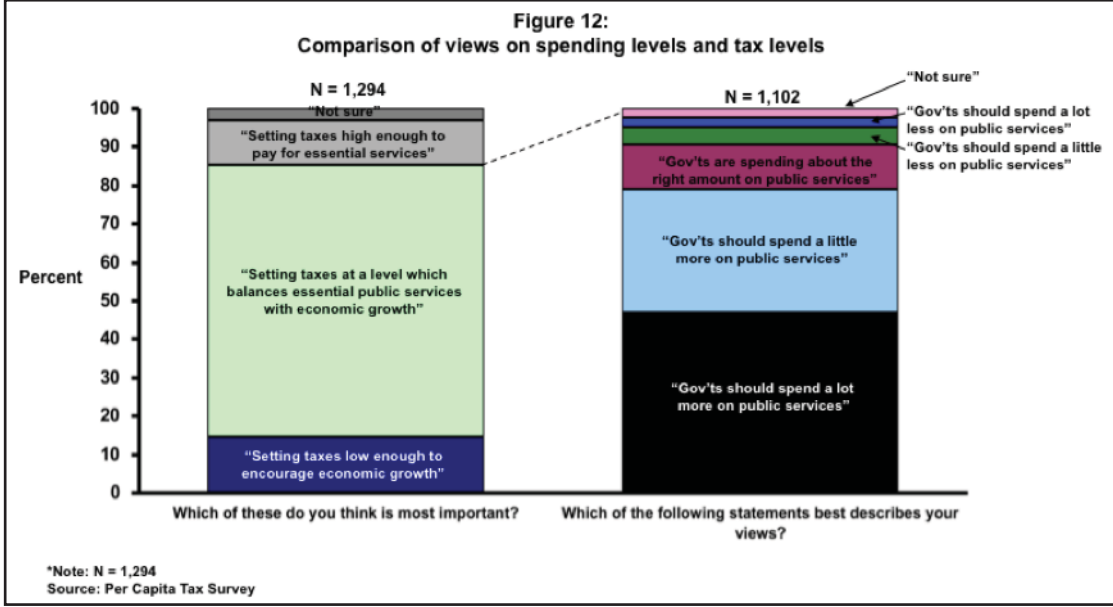 Figure 12:
Comparison of views on spending levels and tax levels
N = 1,294
N = 1,102
Percent
100
90
80
70
60
50
40
30
20
10
0
"Not sure"
"Setting taxes high enough to
pay for essential services"
"Setting taxes at a level which
balances essential public services
with economic growth"
"Setting taxes low enough to
encourage economic growth"
"Not sure"
"Gov'ts should spend a lot
less on public services"
"Gov'ts should spend a little
less on public services"
"Gov'ts are spending about the
right amount on public services"
"Gov'ts should spend a little
more on public services"
"Gov'ts should spend a lot
more on public services"
Which of these do you think is most important?
Which of the following statements best describes your
views?
*Note: N = 1,294
Source: Per Capita Tax Survey